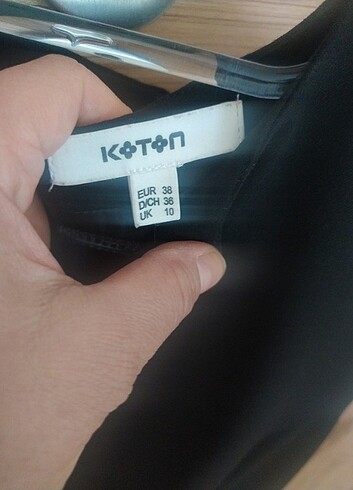 KOTON
EUR 38
D/CH 36
UK 10